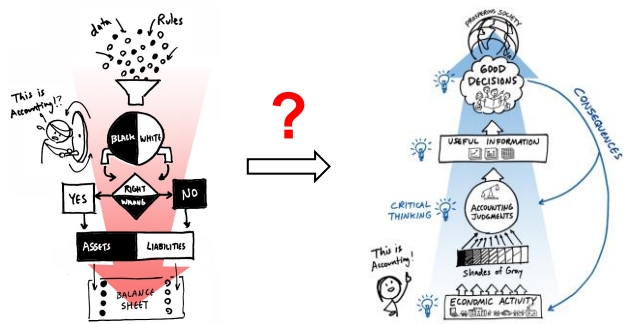 data
Rules
This is
Accounting!?
BLACK WHITE
RIGHT
WRONG
YES
NO
ASSETS
LIABILITIES
BALANCE
SHEET
?
PROSPEROUS SOCIETY
GOOD
DECISIONS
CONSEQUENCES
USEFUL INFORMATION
CRITICAL
THINKING
ACCOUNTING
JUDGMENTS
Shades of Gray
This is
Accounting!
ECONOMIC ACTIVITY